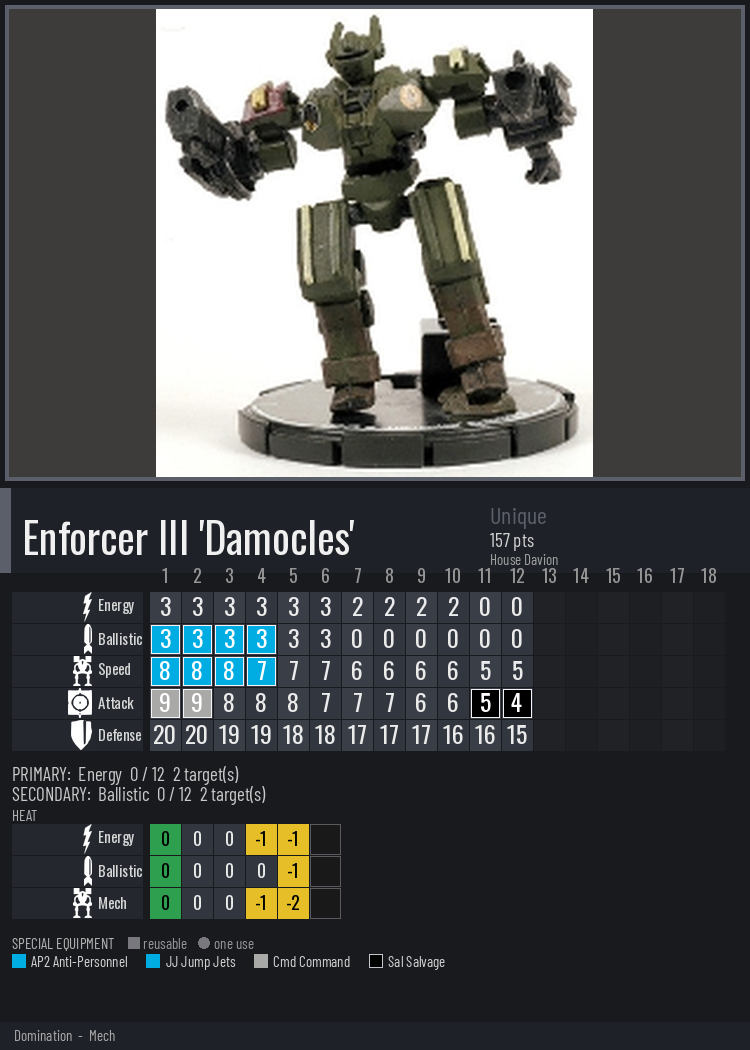 Enforcer III 'Damocles'
Unique
157 pts
House Davion
1 2 3 4 5 6 7 8 9 10 11 12 13 14 15 16 17 18
Energy 3 3 3 3 3 3 2 2 2 2 0 0
Ballistic 3 3 3 3 3 3 0 0 0 0 0 0
Speed 8 8 8 7 7 7 6 6 6 6 5 5
Attack 9 9 8 8 8 7 7 7 6 6 5 4
Defense 20 20 19 19 18 18 17 17 17 16 16 15
PRIMARY: Energy 0 / 12 2 target(s)
SECONDARY: Ballistic 0 / 12 2 target(s)
HEAT
Energy 0 0 0 -1 -1
Ballistic 0 0 0 0 -1
Mech 0 0 0 -1 -2
SPECIAL EQUIPMENT reusable one use
AP2 Anti-Personnel JJ Jump Jets Cmd Command Sal Salvage
Domination - Mech